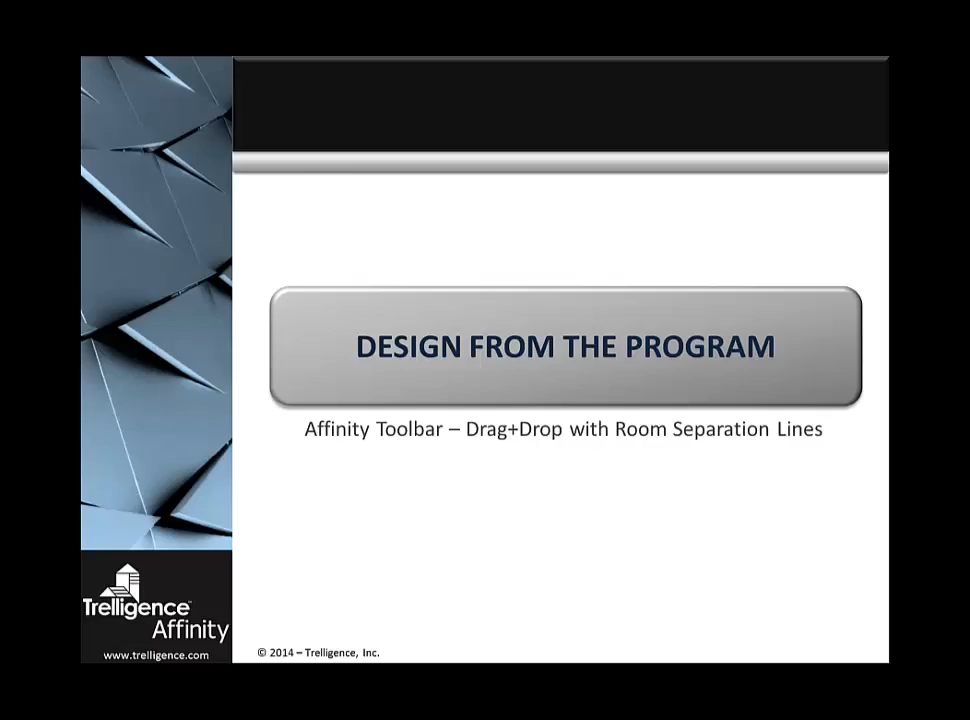 DESIGN FROM THE PROGRAM
Affinity Toolbar – Drag+Drop with Room Separation Lines
Trelligence™
Affinity
www.trelligence.com
© 2014 – Trelligence, Inc.